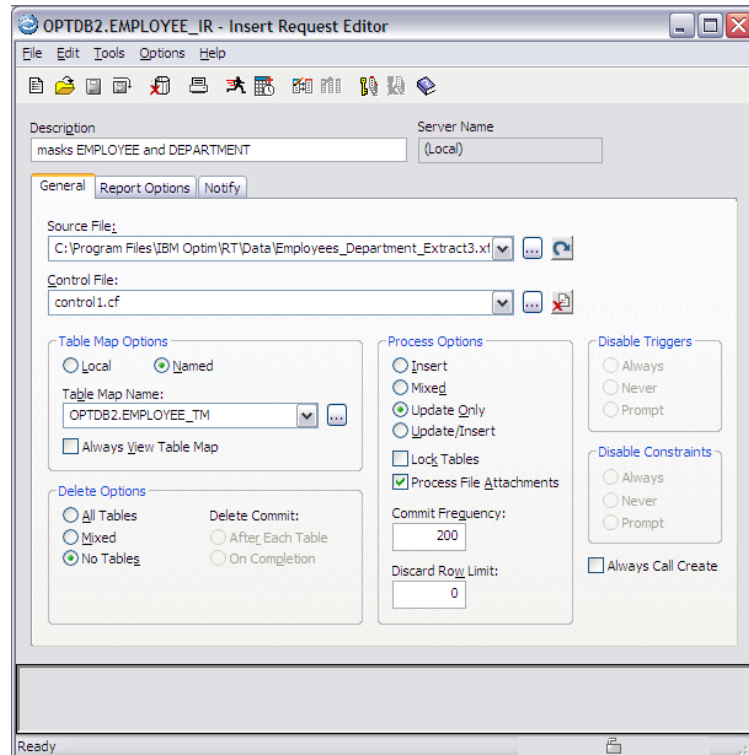 OPTDB2.EMPLOYEE_IR - Insert Request Editor
File Edit Tools Options Help
Description
Server Name
masks EMPLOYEE and DEPARTMENT
(Local)
General Report Options Notify
Source File:
C:\Program Files\IBM Optim\RT\Data\Employees_Department_Extract3.xf
Control File:
control1.cf
Table Map Options
Local Named
Table Map Name:
OPTDB2.EMPLOYEE_TM
Always View Table Map
Delete Options
All Tables
Mixed
No Tables
Delete Commit:
After Each Table
On Completion
Process Options
Insert
Mixed
Update Only
Update/Insert
Lock Tables
Process File Attachments
Commit Frequency:
200
Discard Row Limit:
0
Disable Triggers
Always
Never
Prompt
Disable Constraints
Always
Never
Prompt
Always Call Create
Ready